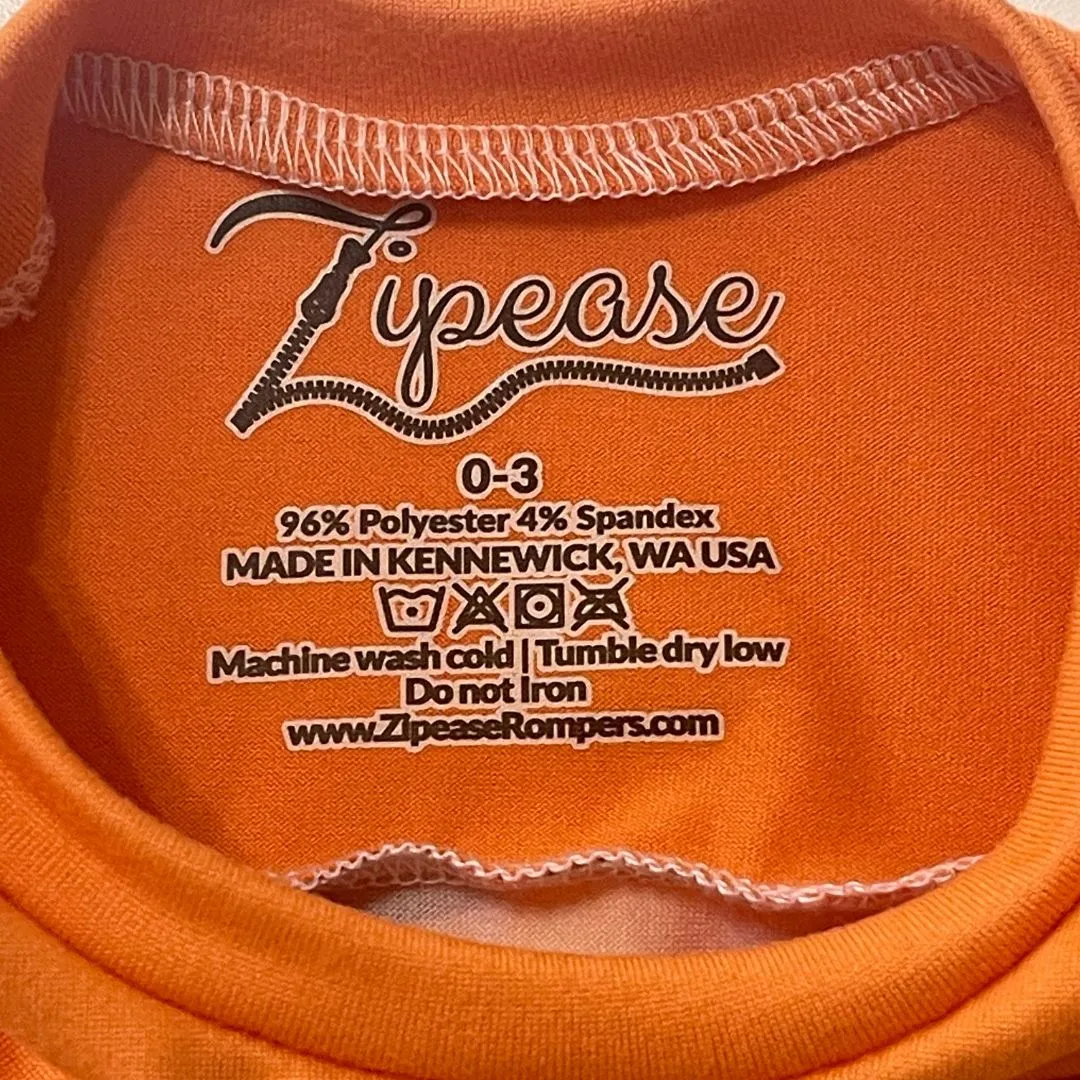 Zipease
0-3
96% Polyester 4% Spandex
MADE IN KENNEWICK, WA USA
Machine wash cold | Tumble dry low
Do not Iron
www.ZipeaseRompers.com